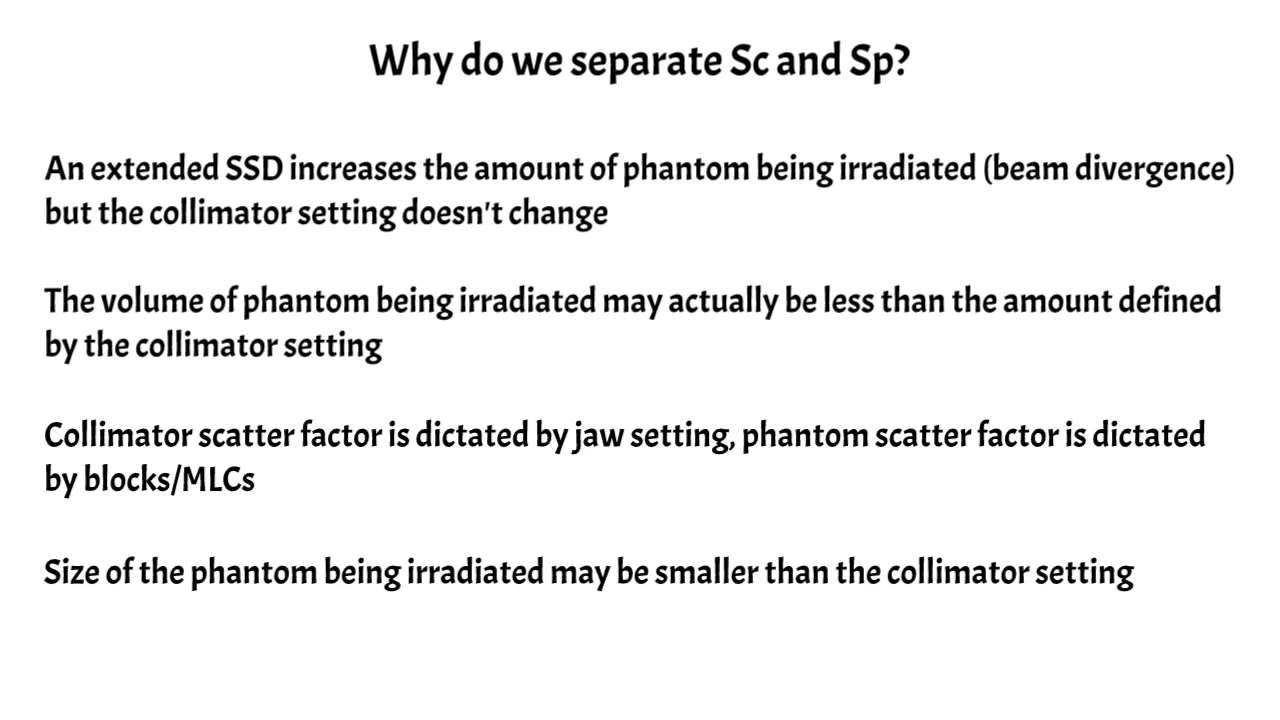 Why do we separate Sc and Sp?
An extended SSD increases the amount of phantom being irradiated (beam divergence)
but the collimator setting doesn't change
The volume of phantom being irradiated may actually be less than the amount defined
by the collimator setting
Collimator scatter factor is dictated by jaw setting, phantom scatter factor is dictated
by blocks/MLCs
Size of the phantom being irradiated may be smaller than the collimator setting